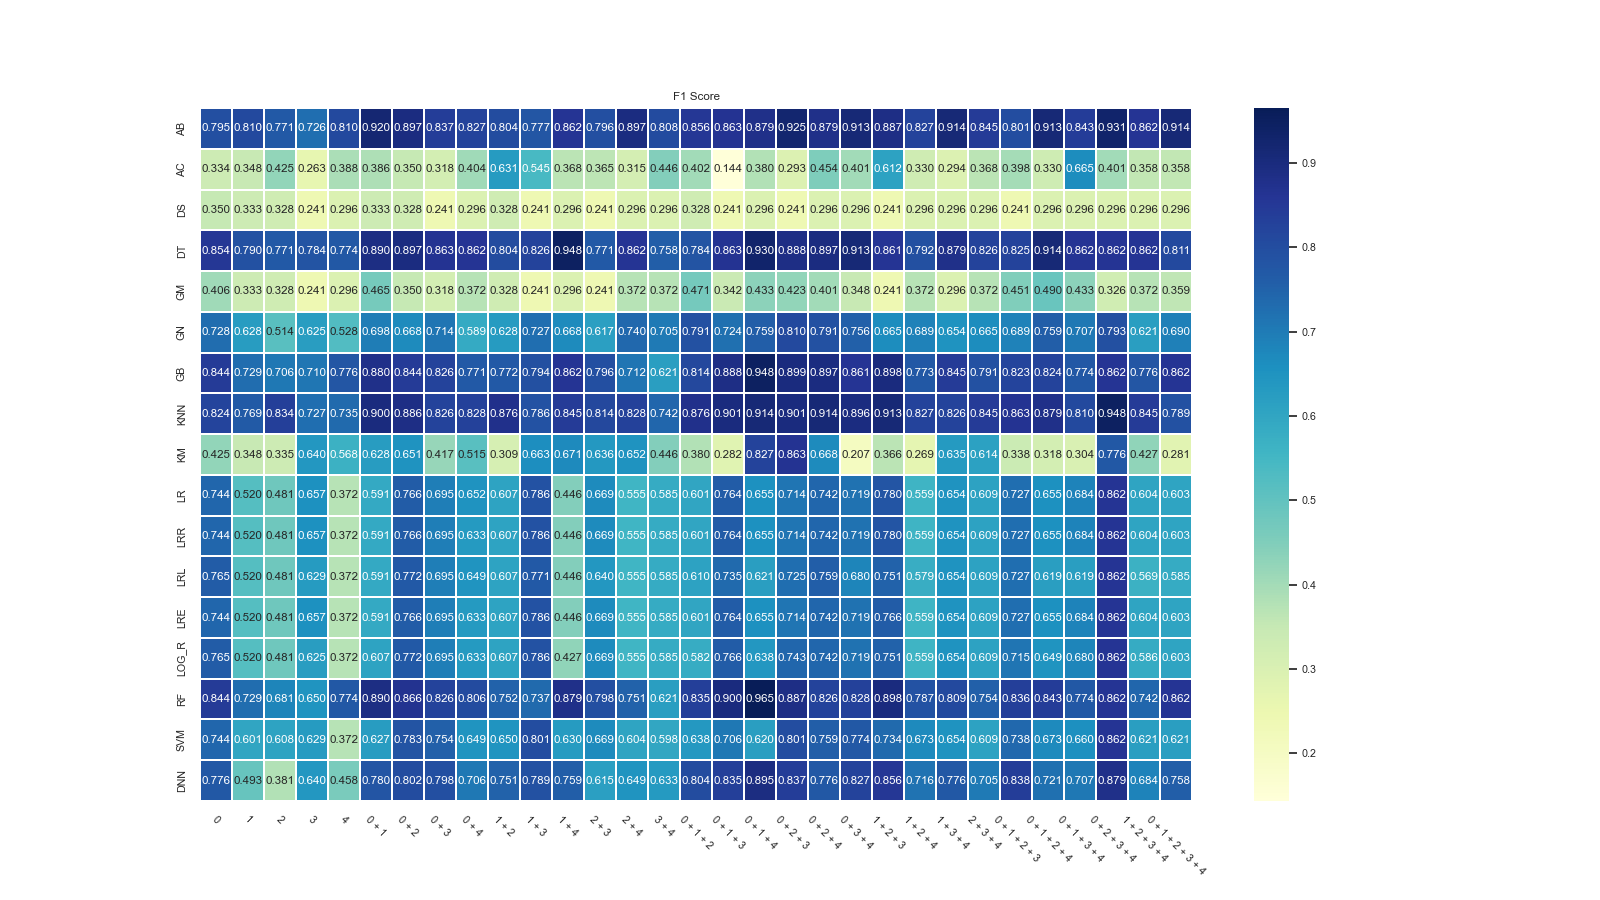 F1 Score
AB 0.795 0.810 0.771 0.726 0.810 0.920 0.897 0.837 0.827 0.804 0.777 0.862 0.796 0.897 0.808 0.856 0.863 0.879 0.925 0.879 0.913 0.887 0.827 0.914 0.845 0.801 0.913 0.843 0.931 0.862 0.914
AC 0.334 0.348 0.425 0.263 0.388 0.386 0.350 0.318 0.404 0.631 0.545 0.368 0.365 0.315 0.446 0.402 0.144 0.380 0.293 0.454 0.401 0.612 0.330 0.294 0.368 0.398 0.330 0.665 0.401 0.358 0.358
DS 0.350 0.333 0.328 0.241 0.296 0.333 0.328 0.241 0.296 0.328 0.241 0.296 0.241 0.296 0.296 0.328 0.241 0.296 0.241 0.296 0.296 0.241 0.296 0.296 0.296 0.241 0.296 0.296 0.296 0.296 0.296
DT 0.854 0.790 0.771 0.784 0.774 0.890 0.897 0.863 0.862 0.804 0.826 0.948 0.771 0.862 0.758 0.784 0.863 0.930 0.888 0.897 0.913 0.861 0.792 0.879 0.826 0.825 0.914 0.862 0.862 0.862 0.811
GM 0.406 0.333 0.328 0.241 0.296 0.465 0.350 0.318 0.372 0.328 0.241 0.296 0.241 0.372 0.372 0.471 0.342 0.433 0.423 0.401 0.348 0.241 0.372 0.296 0.372 0.451 0.490 0.433 0.326 0.372 0.359
GN 0.728 0.628 0.514 0.625 0.528 0.698 0.668 0.714 0.589 0.628 0.727 0.668 0.617 0.740 0.705 0.791 0.724 0.759 0.810 0.791 0.756 0.665 0.689 0.654 0.665 0.689 0.759 0.707 0.793 0.621 0.690
GB 0.844 0.729 0.706 0.710 0.776 0.880 0.844 0.826 0.771 0.772 0.794 0.862 0.796 0.712 0.621 0.814 0.888 0.948 0.899 0.897 0.861 0.898 0.773 0.845 0.791 0.823 0.824 0.774 0.862 0.776 0.862
KNN 0.824 0.769 0.834 0.727 0.735 0.900 0.886 0.826 0.828 0.876 0.786 0.845 0.814 0.828 0.742 0.876 0.901 0.914 0.901 0.914 0.896 0.913 0.827 0.826 0.845 0.863 0.879 0.810 0.948 0.845 0.789
KM 0.425 0.348 0.335 0.640 0.568 0.628 0.651 0.417 0.515 0.309 0.663 0.671 0.636 0.652 0.446 0.380 0.282 0.827 0.863 0.668 0.207 0.366 0.269 0.635 0.614 0.338 0.318 0.304 0.776 0.427 0.281
LR 0.744 0.520 0.481 0.657 0.372 0.591 0.766 0.695 0.652 0.607 0.786 0.446 0.669 0.555 0.585 0.601 0.764 0.655 0.714 0.742 0.719 0.780 0.559 0.654 0.609 0.727 0.655 0.684 0.862 0.604 0.603
LRR 0.744 0.520 0.481 0.657 0.372 0.591 0.766 0.695 0.633 0.607 0.786 0.446 0.669 0.555 0.585 0.601 0.764 0.655 0.714 0.742 0.719 0.780 0.559 0.654 0.609 0.727 0.655 0.684 0.862 0.604 0.603
LRL 0.765 0.520 0.481 0.629 0.372 0.591 0.772 0.695 0.649 0.607 0.771 0.446 0.640 0.555 0.585 0.610 0.735 0.621 0.725 0.759 0.680 0.751 0.579 0.654 0.609 0.727 0.619 0.619 0.862 0.569 0.585
LRE 0.744 0.520 0.481 0.657 0.372 0.591 0.766 0.695 0.633 0.607 0.786 0.446 0.669 0.555 0.585 0.601 0.764 0.655 0.714 0.742 0.719 0.766 0.559 0.654 0.609 0.727 0.655 0.684 0.862 0.604 0.603
LOG_R 0.765 0.520 0.481 0.625 0.372 0.607 0.772 0.695 0.633 0.607 0.786 0.427 0.669 0.555 0.585 0.582 0.766 0.638 0.743 0.742 0.719 0.751 0.559 0.654 0.609 0.715 0.649 0.680 0.862 0.586 0.603
RF 0.844 0.729 0.681 0.650 0.774 0.890 0.866 0.826 0.806 0.752 0.737 0.879 0.798 0.751 0.621 0.835 0.900 0.965 0.887 0.826 0.828 0.898 0.787 0.809 0.754 0.836 0.843 0.774 0.862 0.742 0.862
SVM 0.744 0.601 0.608 0.629 0.372 0.627 0.783 0.754 0.649 0.650 0.801 0.630 0.669 0.604 0.598 0.638 0.706 0.620 0.801 0.759 0.774 0.734 0.673 0.654 0.609 0.738 0.673 0.660 0.862 0.621 0.621
DNN 0.776 0.493 0.381 0.640 0.458 0.780 0.802 0.798 0.706 0.751 0.789 0.759 0.615 0.649 0.633 0.804 0.835 0.895 0.837 0.776 0.827 0.856 0.716 0.776 0.705 0.838 0.721 0.707 0.879 0.684 0.758
0 1 2 3 4 0 + 1 0 + 2 0 + 3 0 + 4 1 + 2 1 + 3 1 + 4 2 + 3 2 + 4 3 + 4 0 + 1 + 2 0 + 1 + 3 0 + 1 + 4 0 + 2 + 3 0 + 2 + 4 0 + 3 + 4 1 + 2 + 3 1 + 2 + 4 1 + 3 + 4 2 + 3 + 4 0 + 1 + 2 + 3 0 + 1 + 2 + 4 0 + 1 + 3 + 4 0 + 2 + 3 + 4 1 + 2 + 3 + 4 0 + 1 + 2 + 3 + 4
0.9
0.8
0.7
0.6
0.5
0.4
0.3
0.2